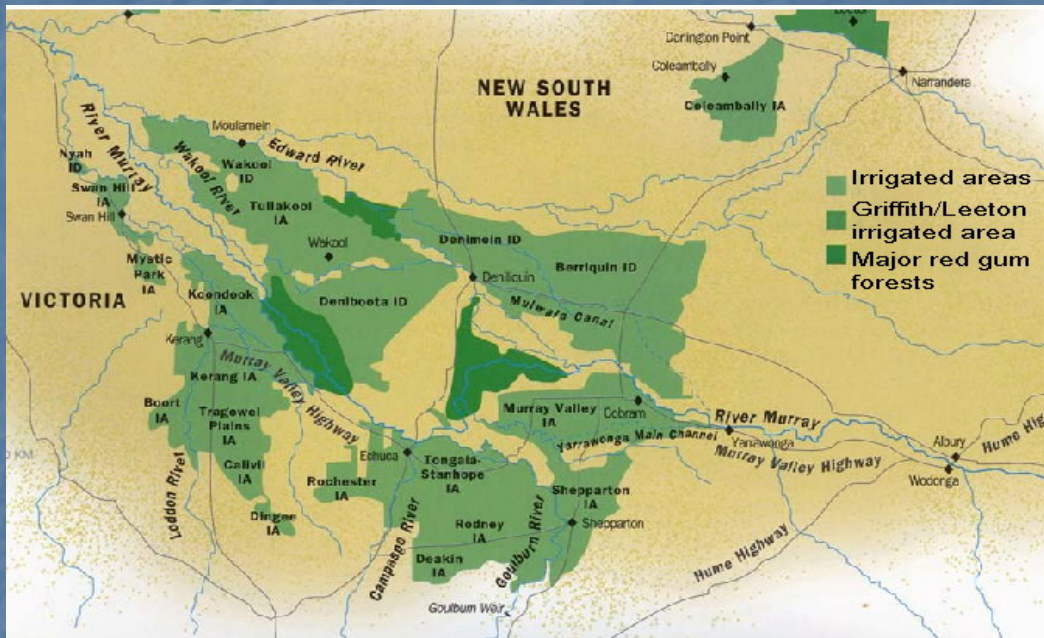 Leeton
Darington Point
Coleambally
Narrandera
NEW SOUTH
WALES
Coleambally IA
River Murray
Moulamein
Edward River
Nyah
ID
Wakool River
Wakool
ID
Swan Hill
IA
Swan Hill
Tullakool
IA
Irrigated areas
Griffith/Leeton
irrigated area
Major red gum
forests
Wakool
Denimein ID
Mystic
Park
IA
Berriquin ID
Deniliquin
VICTORIA
Koondook
IA
Deniboota ID
Mulwala Canal
Kerang
Murray Valley Highway
Kerang IA
Boort
IA
Tragowel
Plains
IA
Murray Valley
IA
Cobram
River Murray
Yarrawonga Main Channel
Yarrawonga
Murray Valley Highway
Albury
Hume Hig
Wodonga
KM
Calivil
IA
Echuca
Tongala-
Stanhope
IA
Rochester
IA
Shepparton
IA
Loddon River
Dingee
IA
Campaspe River
Rodney
IA
Shepparton
Deakin
IA
Goulburn River
Hume Highway
Goulburn Weir